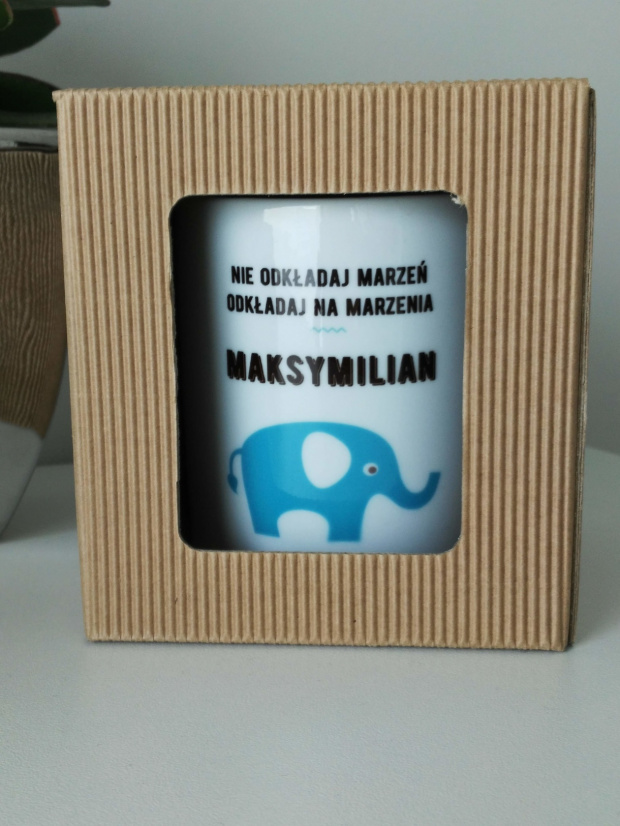 NIE ODKŁADAJ MARZEŃ
ODKŁADAJ NA MARZENIA
MAKSYMILIAN